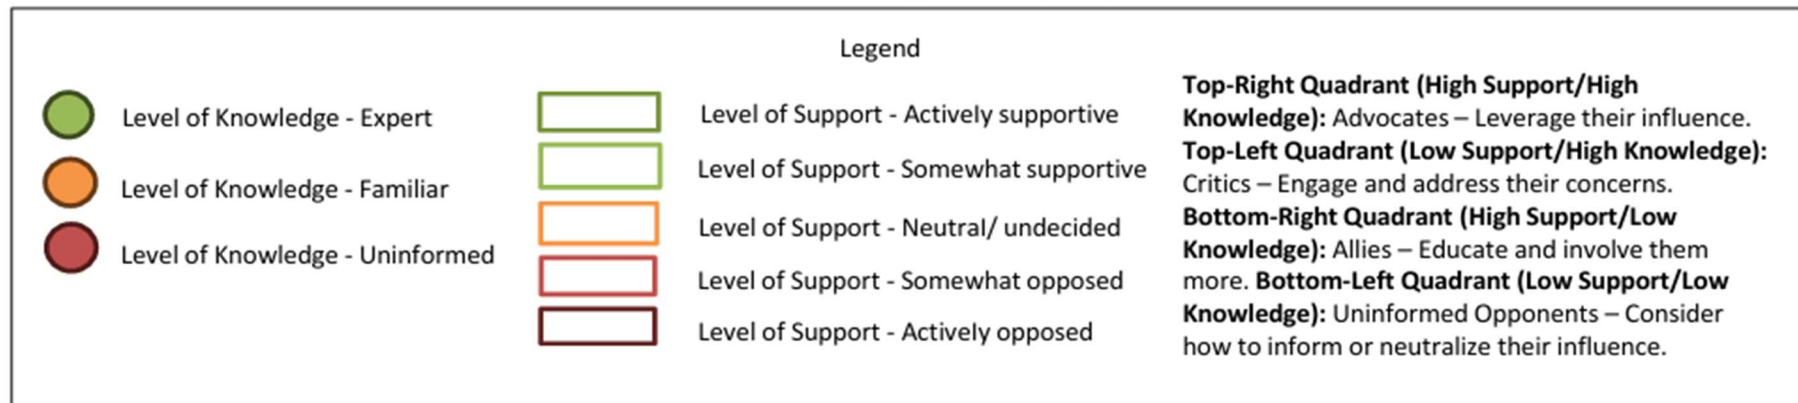 Legend
Level of Knowledge - Expert
Level of Knowledge - Familiar
Level of Knowledge - Uninformed
Level of Support - Actively supportive
Level of Support - Somewhat supportive
Level of Support - Neutral/ undecided
Level of Support - Somewhat opposed
Level of Support - Actively opposed
Top-Right Quadrant (High Support/High
Knowledge): Advocates – Leverage their influence.
Top-Left Quadrant (Low Support/High Knowledge):
Critics – Engage and address their concerns.
Bottom-Right Quadrant (High Support/Low
Knowledge): Allies – Educate and involve them
more. Bottom-Left Quadrant (Low Support/Low
Knowledge): Uninformed Opponents – Consider
how to inform or neutralize their influence.